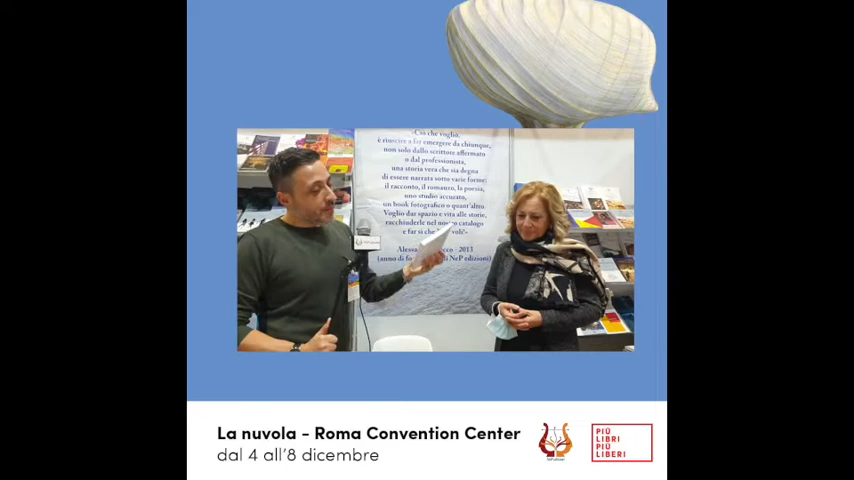 «Ciò che voglio,
è riuscire a far emergere da chiunque,
non solo dallo scrittore affermato
o dal professionista,
una storia vera che sia degna
di essere narrata sotto varie forme:
il racconto, il romanzo, la poesia,
uno studio accurato,
un book fotografico o quant'altro.
Voglio dar spazio e vita alle storie,
racchiuderle nel nostro catalogo
e far sì che voli!»
2013
(anno di NeP edizioni)
La nuvola - Roma Convention Center
dal 4 all'8 dicembre
PIÙ
LIBRI
PIÙ
LIBERI